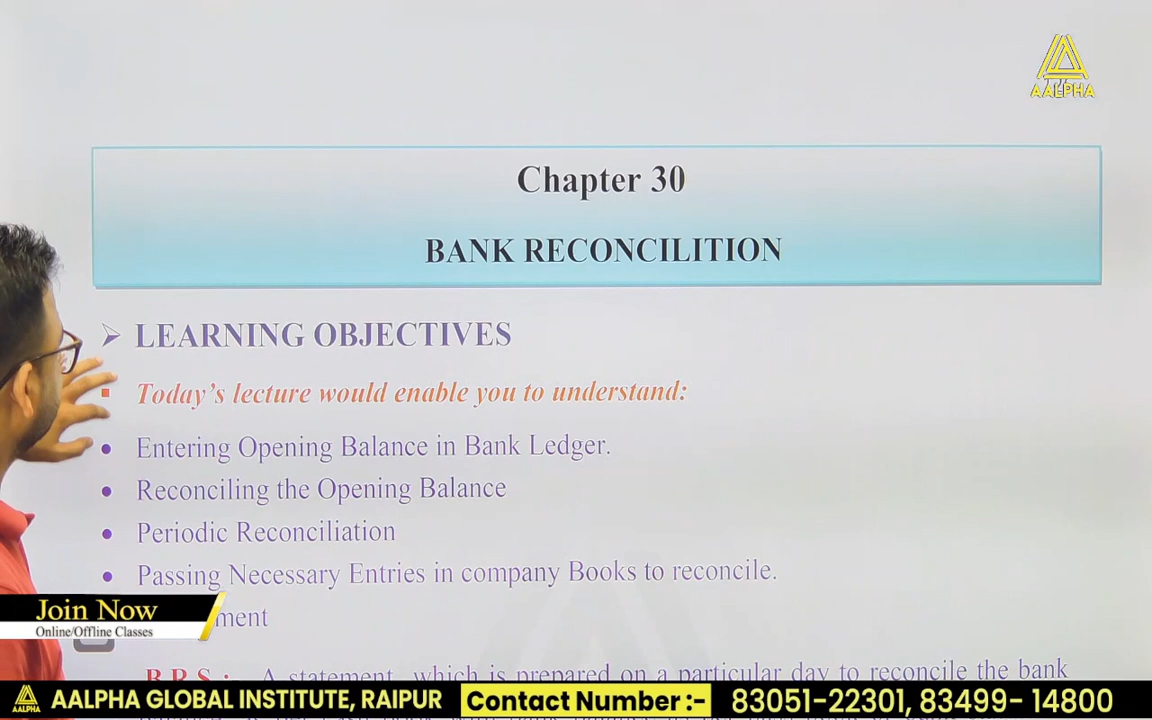 AALPHA
Chapter 30
BANK RECONCILITION
LEARNING OBJECTIVES
Today's lecture would enable you to understand:
Entering Opening Balance in Bank Ledger.
Reconciling the Opening Balance
Periodic Reconciliation
Passing Necessary Entries in company Books to reconcile.
Join Now
Online/Offline Classes
B.R.S : A statement, which is prepared on a particular day to reconcile the bank
AALPHA
AALPHA GLOBAL INSTITUTE, RAIPUR Contact Number :- 83051-22301, 83499- 14800